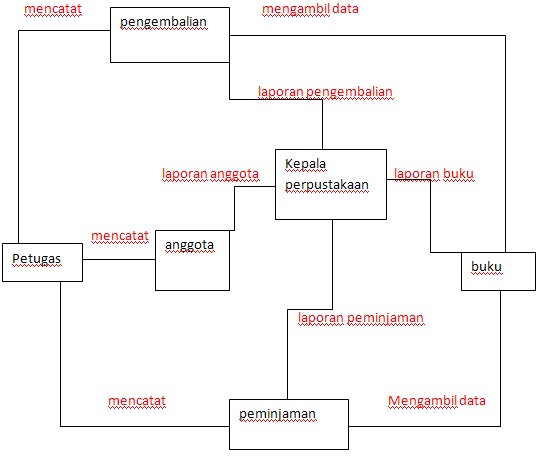 mencatat
mengambil data
pengembalian
laporan pengembalian
Kepala
perpustakaan
laporan anggota
laporan buku
mencatat
anggota
Petugas
buku
laporan peminjaman
mencatat
peminjaman
Mengambil data